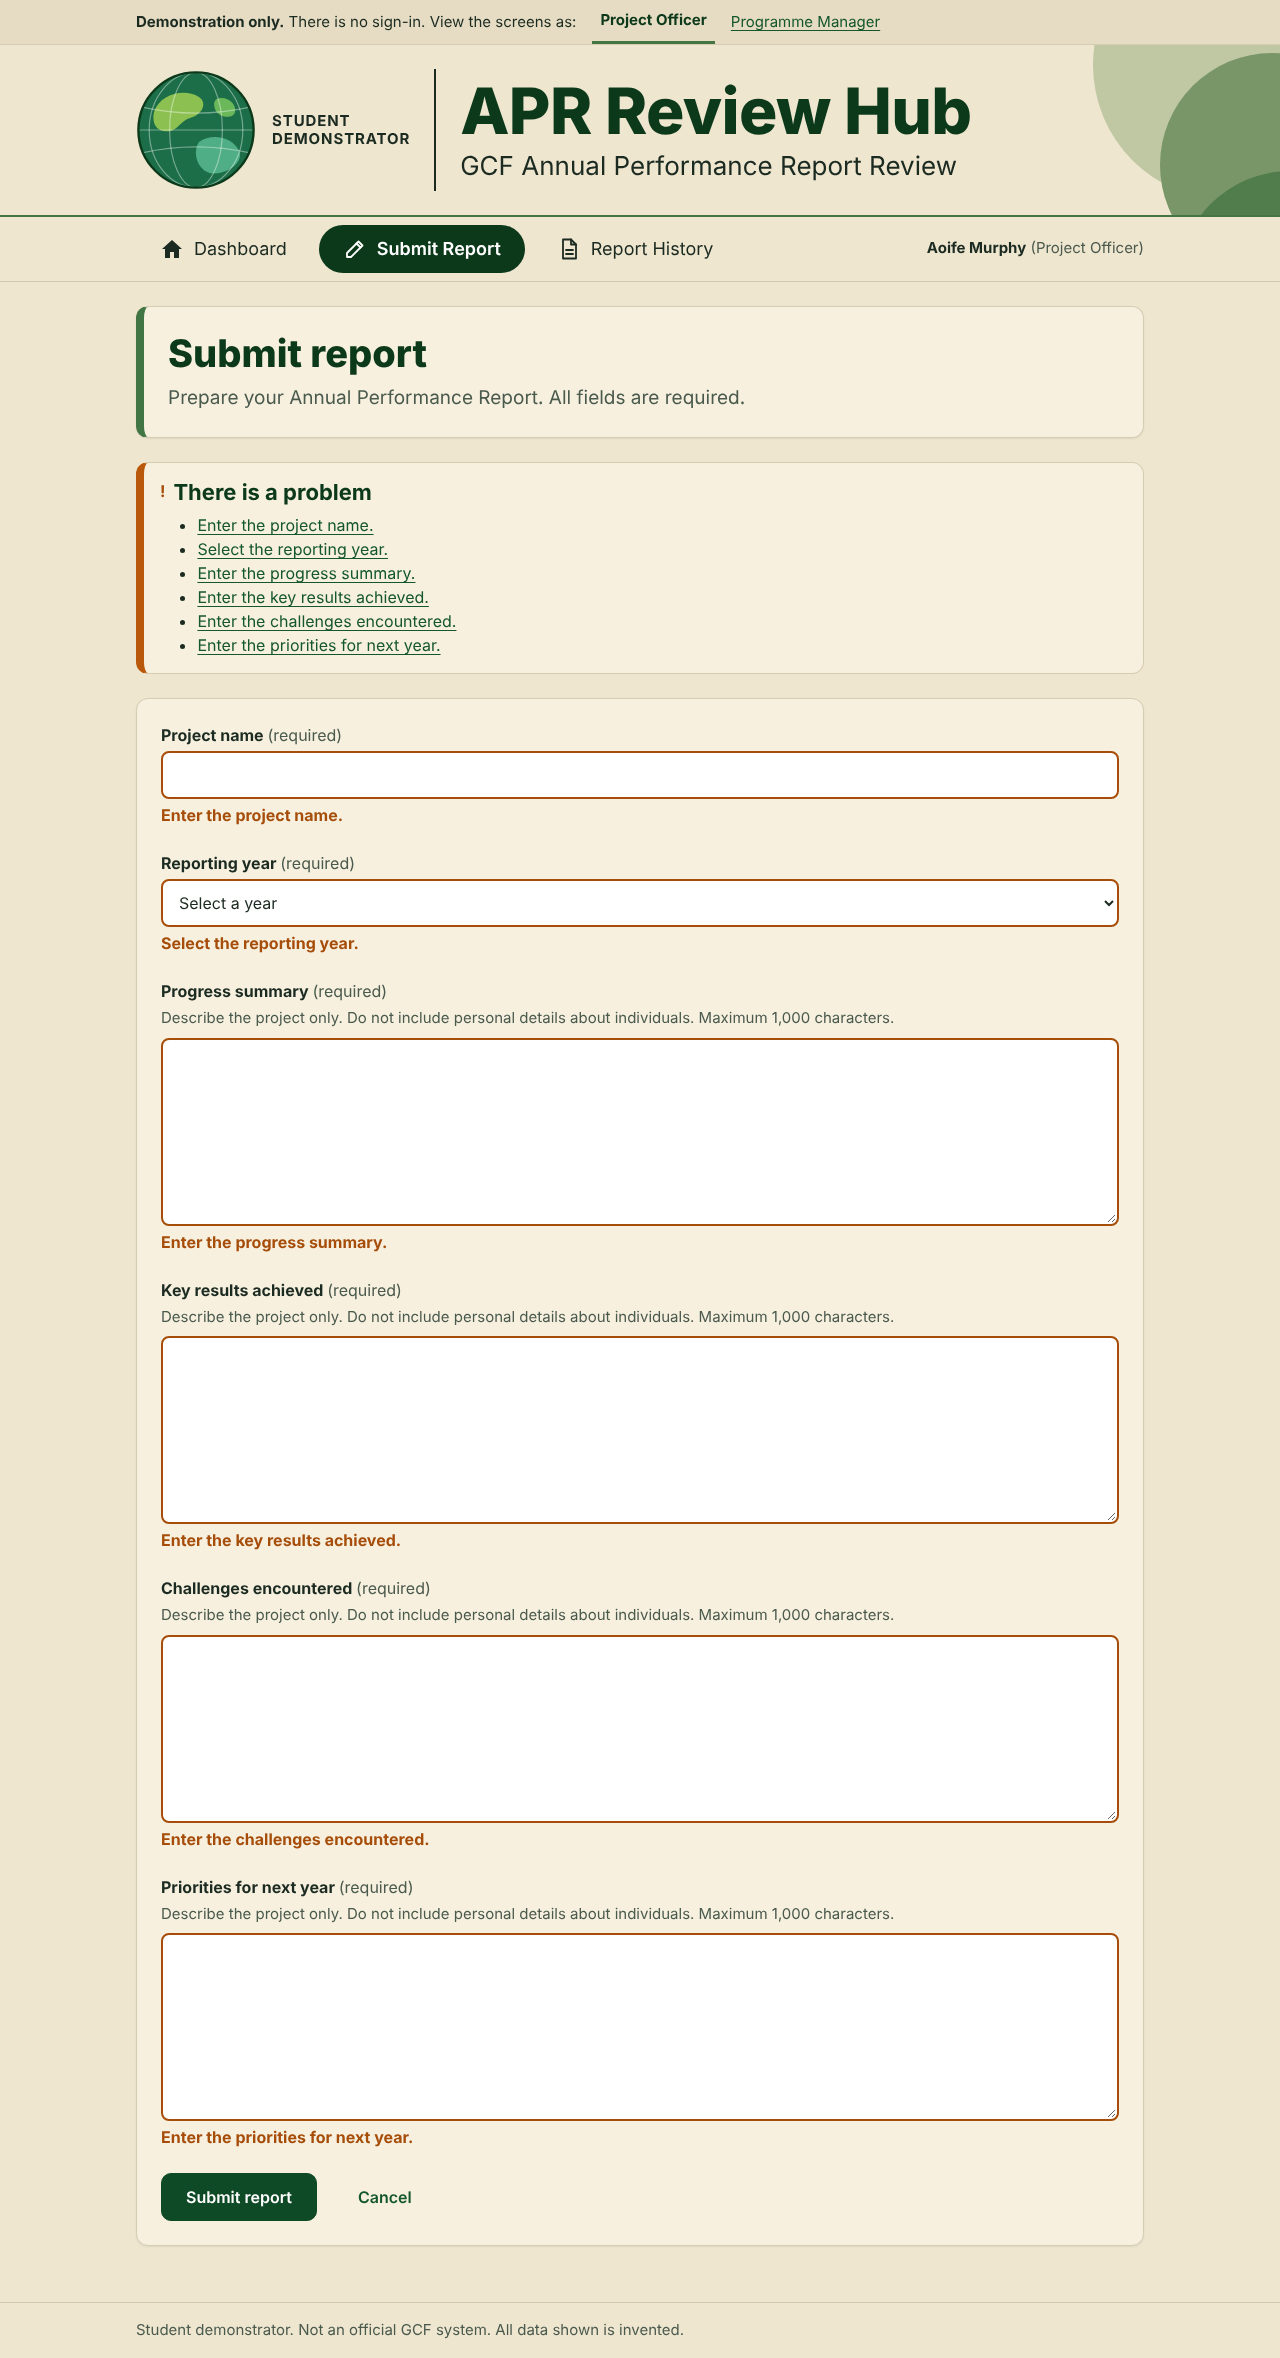 Demonstration only. There is no sign-in. View the screens as: Project Officer Programme Manager
STUDENT
DEMONSTRATOR
APR Review Hub
GCF Annual Performance Report Review
Dashboard Submit Report Report History Aoife Murphy (Project Officer)
Submit report
Prepare your Annual Performance Report. All fields are required.
! There is a problem
• Enter the project name.
• Select the reporting year.
• Enter the progress summary.
• Enter the key results achieved.
• Enter the challenges encountered.
• Enter the priorities for next year.
Project name (required)
Enter the project name.
Reporting year (required)
Select a year
Select the reporting year.
Progress summary (required)
Describe the project only. Do not include personal details about individuals. Maximum 1,000 characters.
Enter the progress summary.
Key results achieved (required)
Describe the project only. Do not include personal details about individuals. Maximum 1,000 characters.
Enter the key results achieved.
Challenges encountered (required)
Describe the project only. Do not include personal details about individuals. Maximum 1,000 characters.
Enter the challenges encountered.
Priorities for next year (required)
Describe the project only. Do not include personal details about individuals. Maximum 1,000 characters.
Enter the priorities for next year.
Submit report Cancel
Student demonstrator. Not an official GCF system. All data shown is invented.